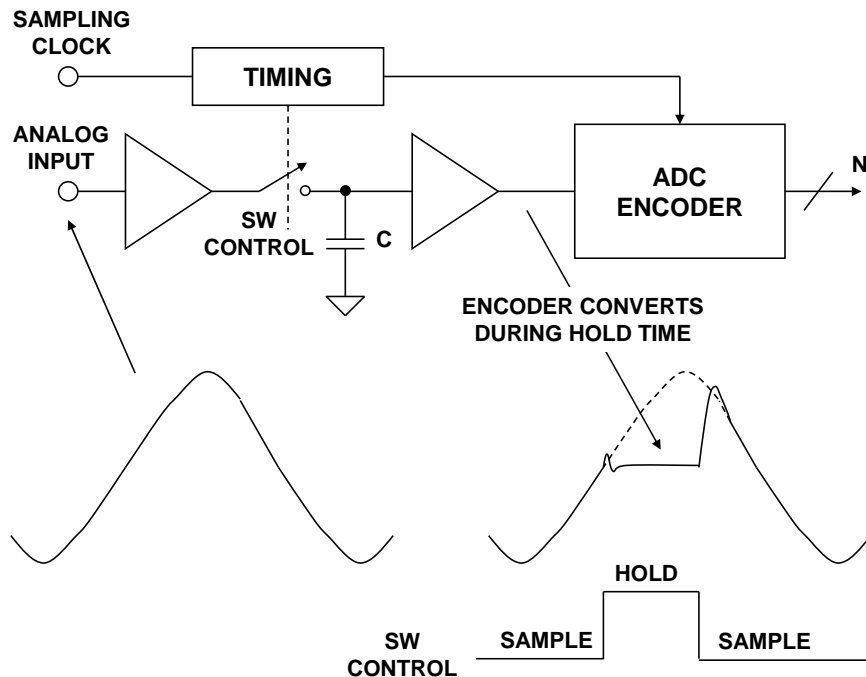 SAMPLING
CLOCK
TIMING
ANALOG
INPUT
SW
CONTROL
C
ADC
ENCODER
N
ENCODER CONVERTS
DURING HOLD TIME
HOLD
SW
CONTROL
SAMPLE
SAMPLE